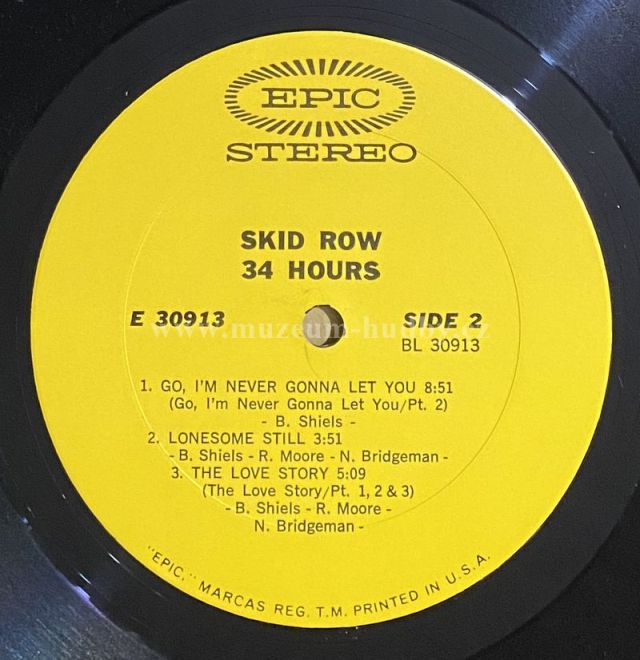 EPIC
STEREO
SKID ROW
34 HOURS
E 30913
SIDE 2
BL 30913
www.muzeum-hudby.cz
1. GO, I'M NEVER GONNA LET YOU 8:51
(Go, I'm Never Gonna Let You/Pt. 2)
- B. Shiels -
2. LONESOME STILL 3:51
- B. Shiels - R. Moore - N. Bridgeman -
3. THE LOVE STORY 5:09
(The Love Story/Pt. 1, 2 & 3)
- B. Shiels - R. Moore -
N. Bridgeman -
"EPIC," MARCAS REG. T.M. PRINTED IN U.S.A.